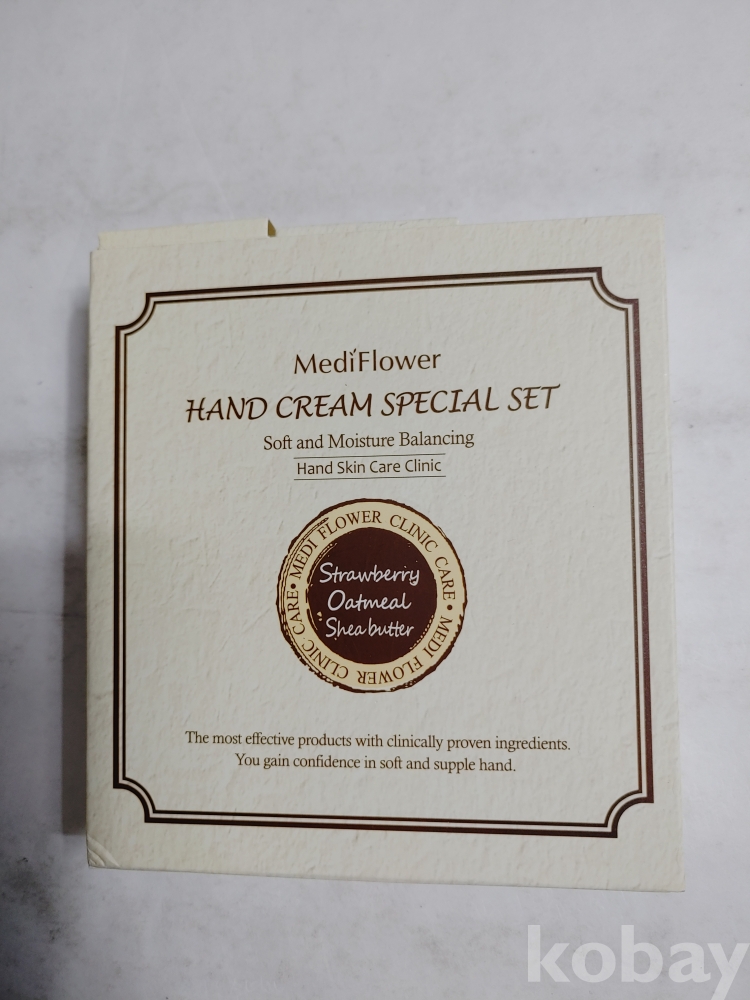 MediFlower
HAND CREAM SPECIAL SET
Soft and Moisture Balancing
Hand Skin Care Clinic
MEDI FLOWER CLINIC CARE • MEDI FLOWER CLINIC CARE •
Strawberry
Oatmeal
Shea butter
The most effective products with clinically proven ingredients.
You gain confidence in soft and supple hand.
kobay